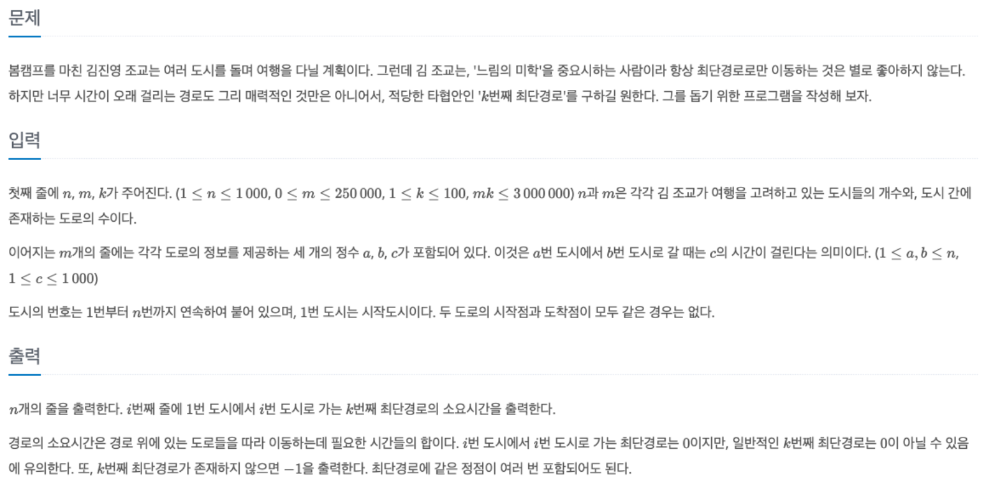 문제
봄캠프를 마친 김진영 조교는 여러 도시를 돌며 여행을 다닐 계획이다. 그런데 김 조교는, '느림의 미학'을 중요시하는 사람이라 항상 최단경로로만 이동하는 것은 별로 좋아하지 않는다.
하지만 너무 시간이 오래 걸리는 경로도 그리 매력적인 것만은 아니어서, 적당한 타협안인 'k번째 최단경로'를 구하길 원한다. 그를 돕기 위한 프로그램을 작성해 보자.
입력
첫째 줄에 n, m, k가 주어진다. (1 ≤ n ≤ 1 000, 0 ≤ m ≤ 250 000, 1 ≤ k ≤ 100, mk ≤ 3 000 000) n과 m은 각각 김 조교가 여행을 고려하고 있는 도시들의 개수와, 도시 간에
존재하는 도로의 수이다.
이어지는 m개의 줄에는 각각 도로의 정보를 제공하는 세 개의 정수 a, b, c가 포함되어 있다. 이것은 a번 도시에서 b번 도시로 갈 때는 c의 시간이 걸린다는 의미이다. (1 ≤ a, b ≤ n,
1 ≤ c ≤ 1 000)
도시의 번호는 1번부터 n번까지 연속하여 붙어 있으며, 1번 도시는 시작도시이다. 두 도로의 시작점과 도착점이 모두 같은 경우는 없다.
출력
n개의 줄을 출력한다. i번째 줄에 1번 도시에서 i번 도시로 가는 k번째 최단경로의 소요시간을 출력한다.
경로의 소요시간은 경로 위에 있는 도로들을 따라 이동하는데 필요한 시간들의 합이다. i번 도시에서 i번 도시로 가는 최단경로는 0이지만, 일반적인 k번째 최단경로는 0이 아닐 수 있음
에 유의한다. 또, k번째 최단경로가 존재하지 않으면 −1을 출력한다. 최단경로에 같은 정점이 여러 번 포함되어도 된다.